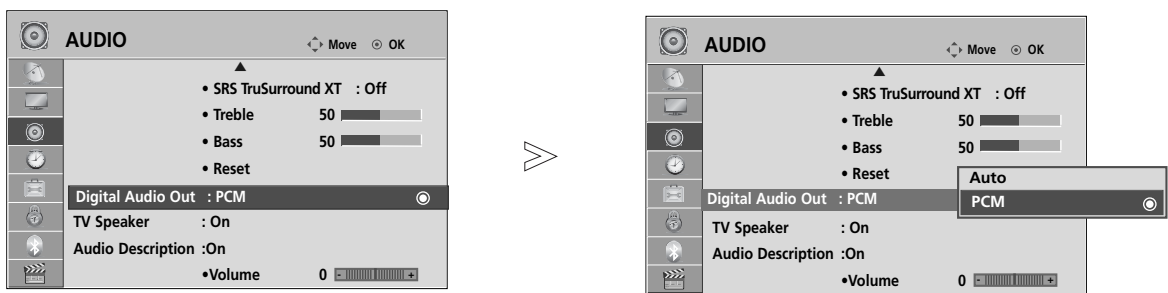 AUDIO
Move OK
• SRS TruSurround XT : Off
• Treble 50
• Bass 50
• Reset
Digital Audio Out : PCM
TV Speaker : On
Audio Description :On
•Volume 0 - +
AUDIO
Move OK
• SRS TruSurround XT : Off
• Treble 50
• Bass 50
• Reset
Auto
Digital Audio Out : PCM
PCM
TV Speaker : On
Audio Description :On
•Volume 0 - +